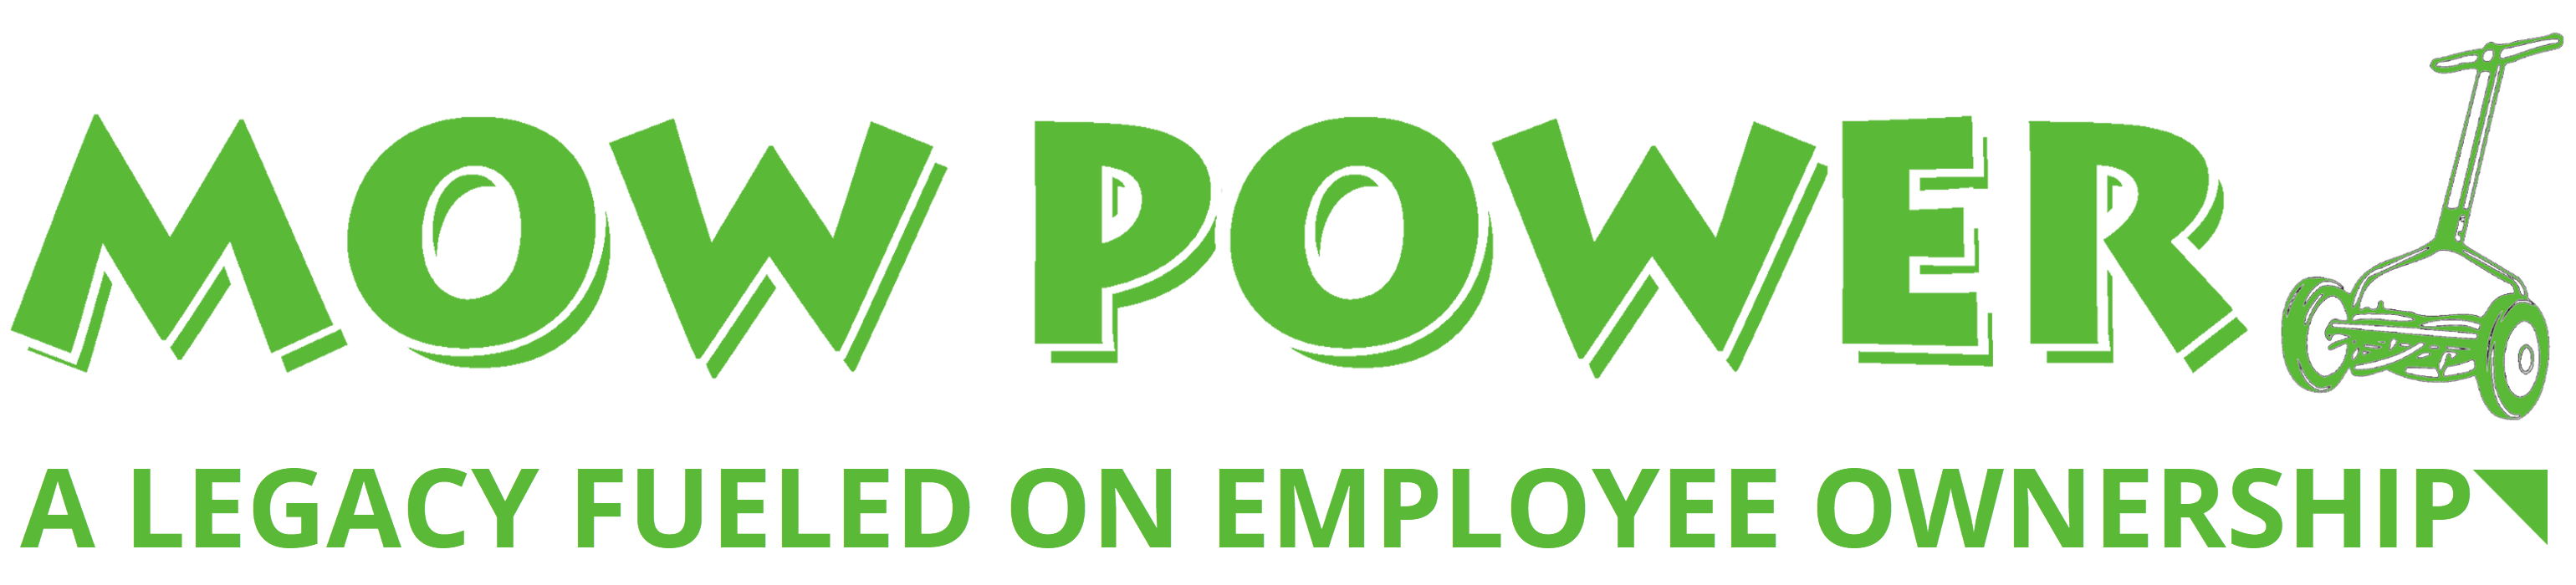 MOW POWER
A LEGACY FUELED ON EMPLOYEE OWNERSHIP